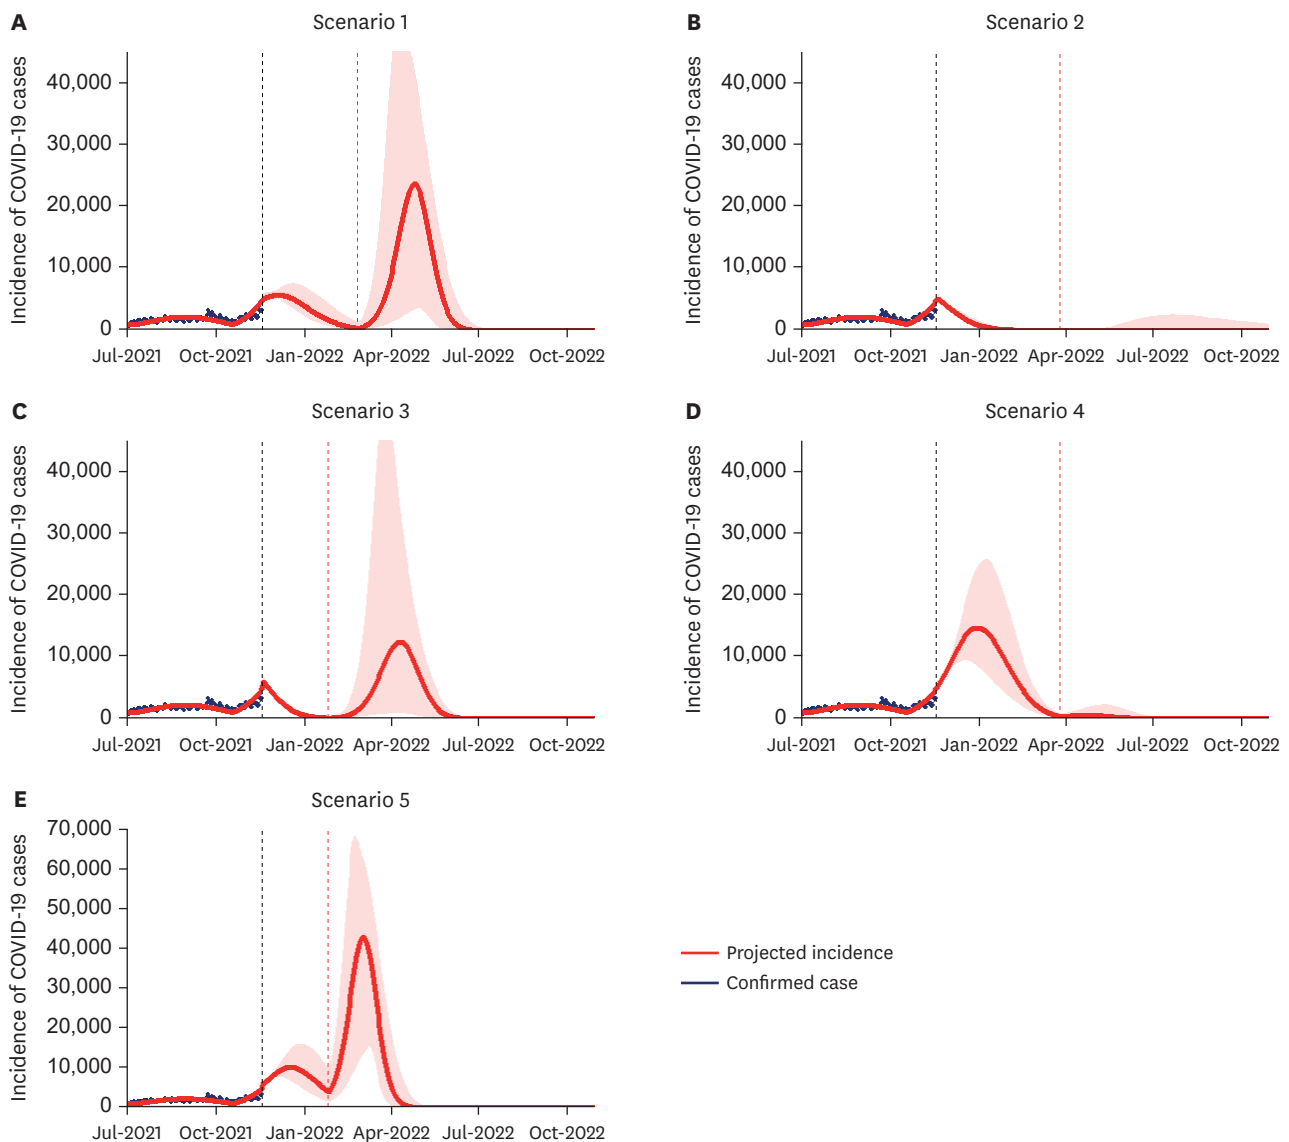 A
Scenario 1
Incidence of COVID-19 cases
40,000
30,000
20,000
10,000
0
Jul-2021 Oct-2021 Jan-2022 Apr-2022 Jul-2022 Oct-2022
B
Scenario 2
Incidence of COVID-19 cases
40,000
30,000
20,000
10,000
0
Jul-2021 Oct-2021 Jan-2022 Apr-2022 Jul-2022 Oct-2022
C
Scenario 3
Incidence of COVID-19 cases
40,000
30,000
20,000
10,000
0
Jul-2021 Oct-2021 Jan-2022 Apr-2022 Jul-2022 Oct-2022
D
Scenario 4
Incidence of COVID-19 cases
40,000
30,000
20,000
10,000
0
Jul-2021 Oct-2021 Jan-2022 Apr-2022 Jul-2022 Oct-2022
E
Scenario 5
Incidence of COVID-19 cases
70,000
60,000
50,000
40,000
30,000
20,000
10,000
0
Jul-2021 Oct-2021 Jan-2022 Apr-2022 Jul-2022 Oct-2022
Projected incidence
Confirmed case